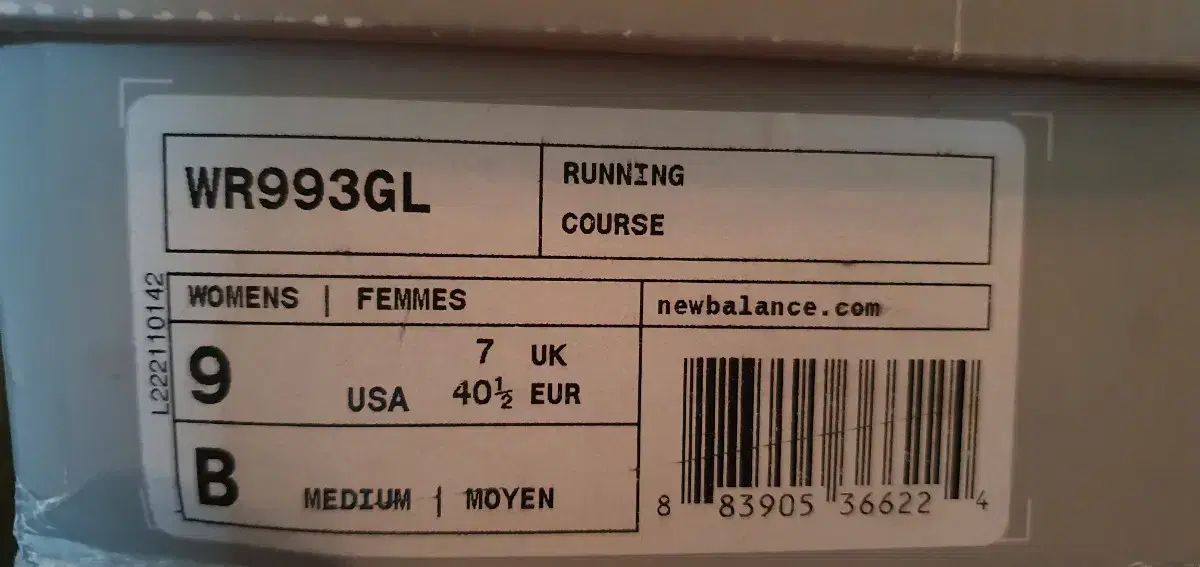 WR993GL
RUNNING
COURSE
L222110142
WOMENS | FEMMES
newbalance.com
9 USA
7 UK
40½ EUR
B MEDIUM | MOYEN
8 83905 36622 4